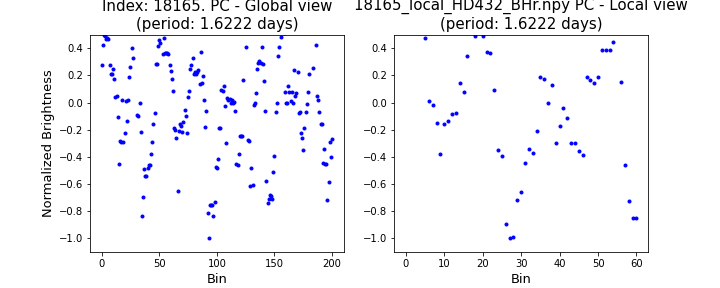 Index: 18165. PC - Global view
(period: 1.6222 days)
18165_local_HD432_BHr.npy PC - Local view
(period: 1.6222 days)
Normalized Brightness
0.4
0.2
0.0
−0.2
−0.4
−0.6
−0.8
−1.0
0 50 100 150 200
Bin
0.4
0.2
0.0
−0.2
−0.4
−0.6
−0.8
−1.0
0 10 20 30 40 50 60
Bin